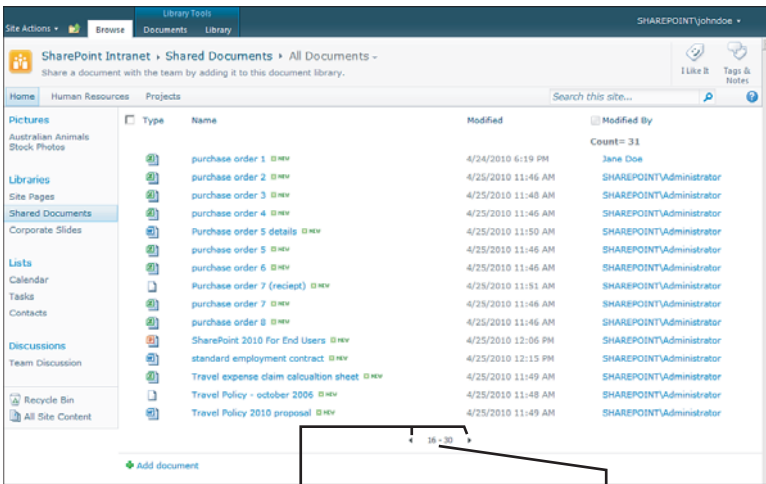 Library Tools
Site Actions
Browse
Documents
Library
SHAREPOINT\johndoe
SharePoint Intranet
Shared Documents
All Documents
Share a document with the team by adding it to this document library.
I Like It
Tags & Notes
Home
Human Resources
Projects
Search this site...
Pictures
Australian Animals
Stock Photos
Libraries
Site Pages
Shared Documents
Corporate Slides
Lists
Calendar
Tasks
Contacts
Discussions
Team Discussion
Recycle Bin
All Site Content
Type Name Modified Modified By
Count= 31
purchase order 1 NEW 4/24/2010 6:19 PM Jane Doe
purchase order 2 NEW 4/25/2010 11:46 AM SHAREPOINT\Administrator
purchase order 3 NEW 4/25/2010 11:48 AM SHAREPOINT\Administrator
purchase order 4 NEW 4/25/2010 11:46 AM SHAREPOINT\Administrator
Purchase order 5 details NEW 4/25/2010 11:50 AM SHAREPOINT\Administrator
purchase order 5 NEW 4/25/2010 11:46 AM SHAREPOINT\Administrator
purchase order 6 NEW 4/25/2010 11:46 AM SHAREPOINT\Administrator
Purchase order 7 (reciept) NEW 4/25/2010 11:51 AM SHAREPOINT\Administrator
purchase order 7 NEW 4/25/2010 11:46 AM SHAREPOINT\Administrator
purchase order 8 NEW 4/25/2010 11:46 AM SHAREPOINT\Administrator
SharePoint 2010 For End Users NEW 4/25/2010 12:06 PM SHAREPOINT\Administrator
standard employment contract NEW 4/25/2010 12:15 PM SHAREPOINT\Administrator
Travel expense claim calcualtion sheet NEW 4/25/2010 11:49 AM SHAREPOINT\Administrator
Travel Policy - october 2006 NEW 4/25/2010 11:48 AM SHAREPOINT\Administrator
Travel Policy 2010 proposal NEW 4/25/2010 11:49 AM SHAREPOINT\Administrator
16 - 30
Add document